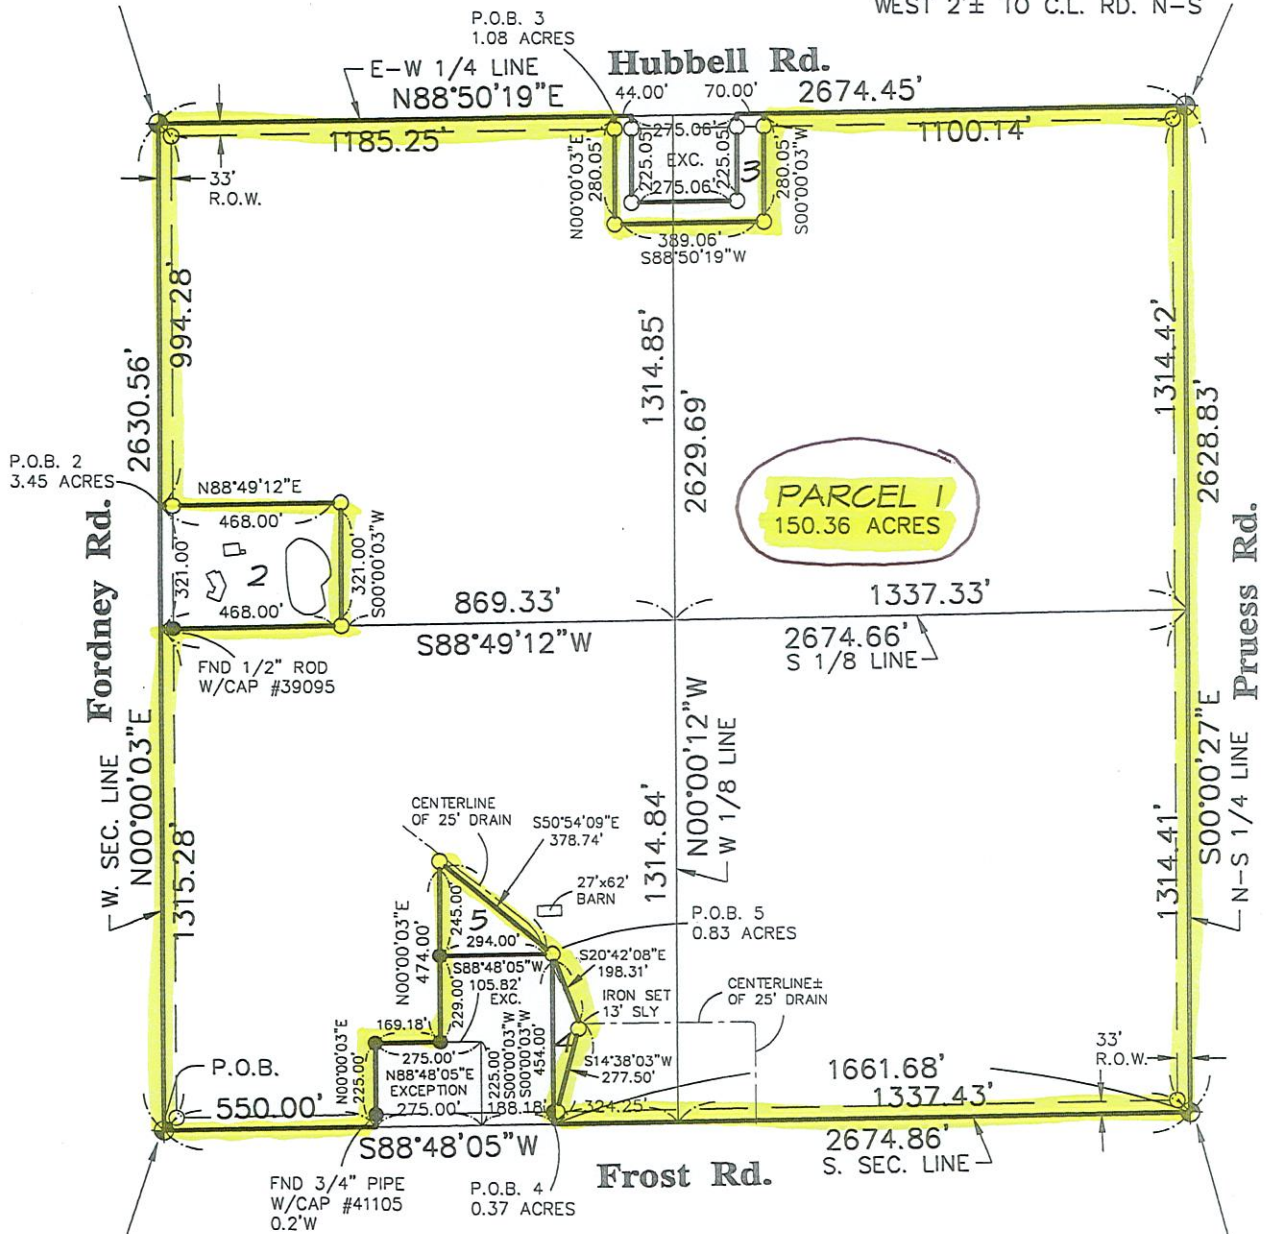 WEST 2'± TO C.L. RD. N-S
P.O.B. 3
1.08 ACRES
Hubbell Rd.
E-W 1/4 LINE
N88°50'19"E
44.00'
70.00'
2674.45'
1185.25'
275.06'
1100.14'
33'
R.O.W.
N00°00'03"E
280.05'
225.05'
EXC.
225.05'
3
280.05'
S00°00'03"W
275.06'
389.06'
S88°50'19"W
994.28'
2630.56'
1314.85'
2629.69'
1314.42'
2628.83'
P.O.B. 2
3.45 ACRES
N88°49'12"E
468.00'
PARCEL 1
150.36 ACRES
Fordney Rd.
321.00'
2
321.00'
S00°00'03"W
468.00'
869.33'
S88°49'12"W
1337.33'
2674.66'
S 1/8 LINE
Pruess Rd.
FND 1/2" ROD
W/CAP #39095
W. SEC. LINE
N00°00'03"E
1315.28'
N00°00'12"W
W 1/8 LINE
1314.84'
S00°00'27"E
N-S 1/4 LINE
1314.41'
CENTERLINE
OF 25' DRAIN
S50°54'09"E
378.74'
27'x62'
BARN
N00°00'03"E
474.00'
245.00'
5
294.00'
P.O.B. 5
0.83 ACRES
S88°48'05"W
105.82'
EXC.
229.00'
S20°42'08"E
198.31'
IRON SET
13' SLY
CENTERLINE±
OF 25' DRAIN
169.18'
N00°00'03"E
225.00'
275.00'
N88°48'05"E
EXCEPTION
275.00'
225.00'
S00°00'03"W
S00°00'03"W
454.00'
4
S14°38'03"W
277.50'
33'
R.O.W.
P.O.B.
550.00'
188.18'
324.25'
1661.68'
1337.43'
S88°48'05"W
2674.86'
S. SEC. LINE
Frost Rd.
FND 3/4" PIPE
W/CAP #41105
0.2'W
P.O.B. 4
0.37 ACRES